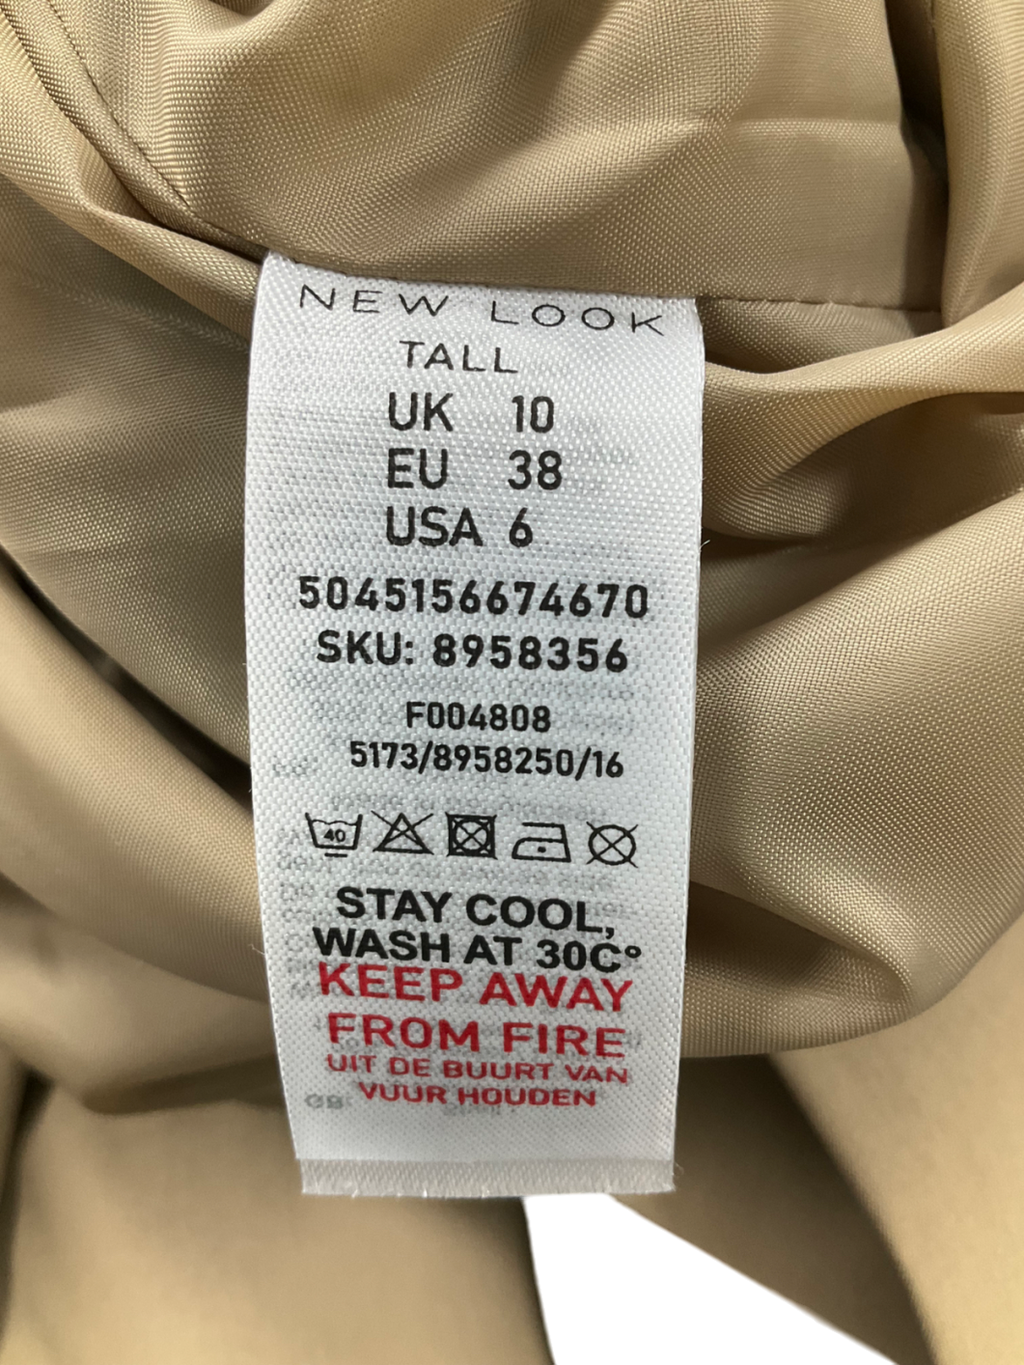 NEW LOOK
TALL
UK 10
EU 38
USA 6
5045156674670
SKU: 8958356
F004808
5173/8958250/16
40
STAY COOL,
WASH AT 30C°
KEEP AWAY
FROM FIRE
UIT DE BUURT VAN
VUUR HOUDEN